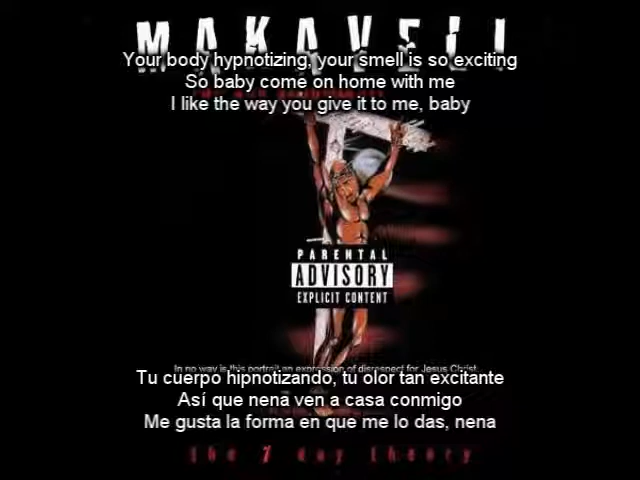 MAKAVELI
Your body hypnotizing, your smell is so exciting
So baby come on home with me
I like the way you give it to me, baby
PARENTAL
ADVISORY
EXPLICIT CONTENT
In no way is this portrait an expression of disrespect for Jesus Christ.
Tu cuerpo hipnotizando, tu olor tan excitante
Así que nena ven a casa conmigo
Me gusta la forma en que me lo das, nena
the 7 day theory